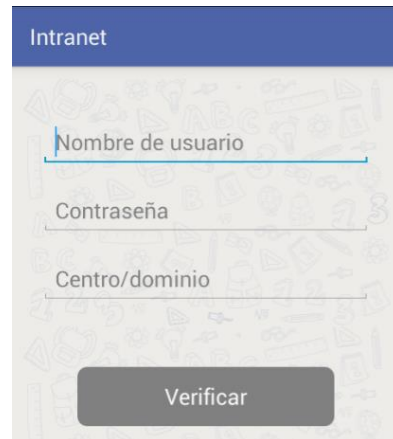 Intranet
Nombre de usuario
Contraseña
Centro/dominio
Verificar